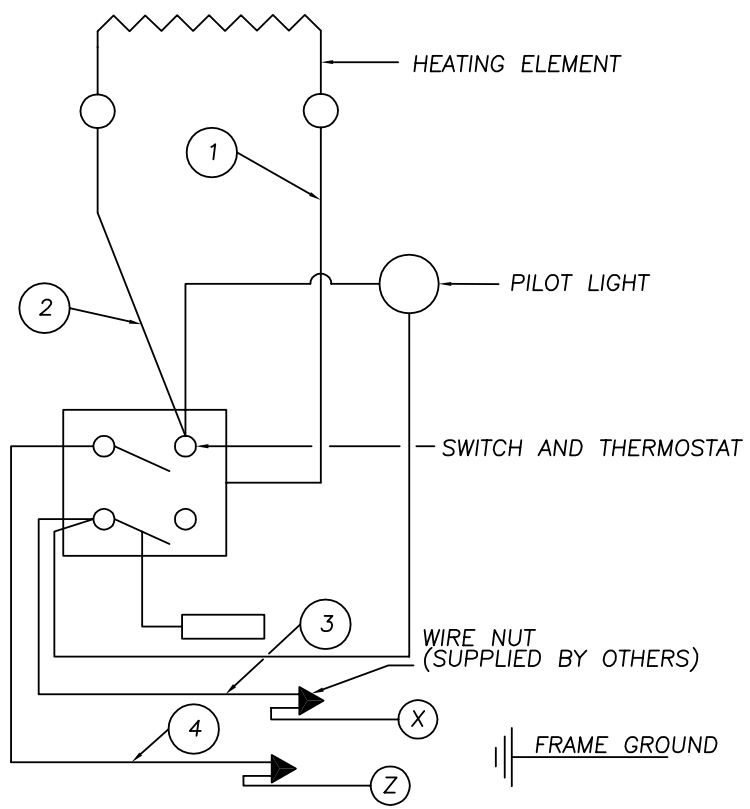 HEATING ELEMENT
1
PILOT LIGHT
2
SWITCH AND THERMOSTAT
3
WIRE NUT
(SUPPLIED BY OTHERS)
X
4
FRAME GROUND
Z